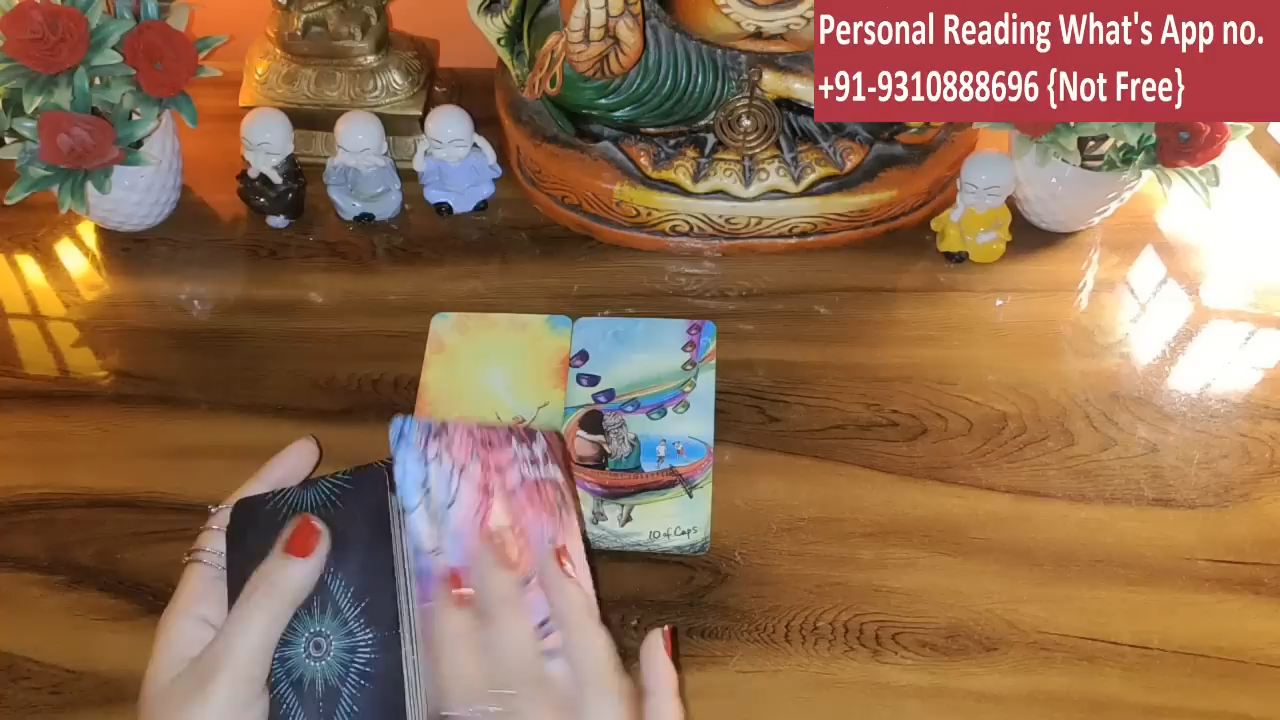 Personal Reading What's App no.
+91-9310888696 {Not Free}
10 of Cups